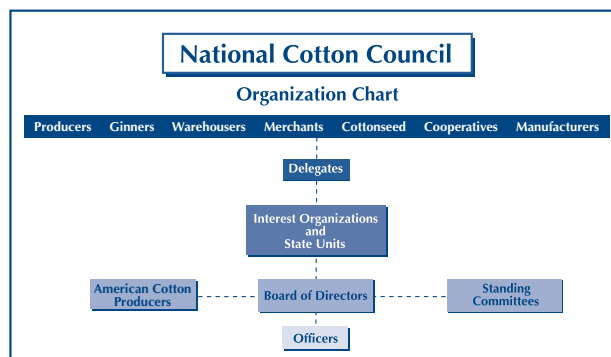 National Cotton Council
Organization Chart
Producers Ginners Warehousers Merchants Cottonseed Cooperatives Manufacturers
Delegates
Interest Organizations
and
State Units
American Cotton
Producers
Board of Directors
Standing
Committees
Officers